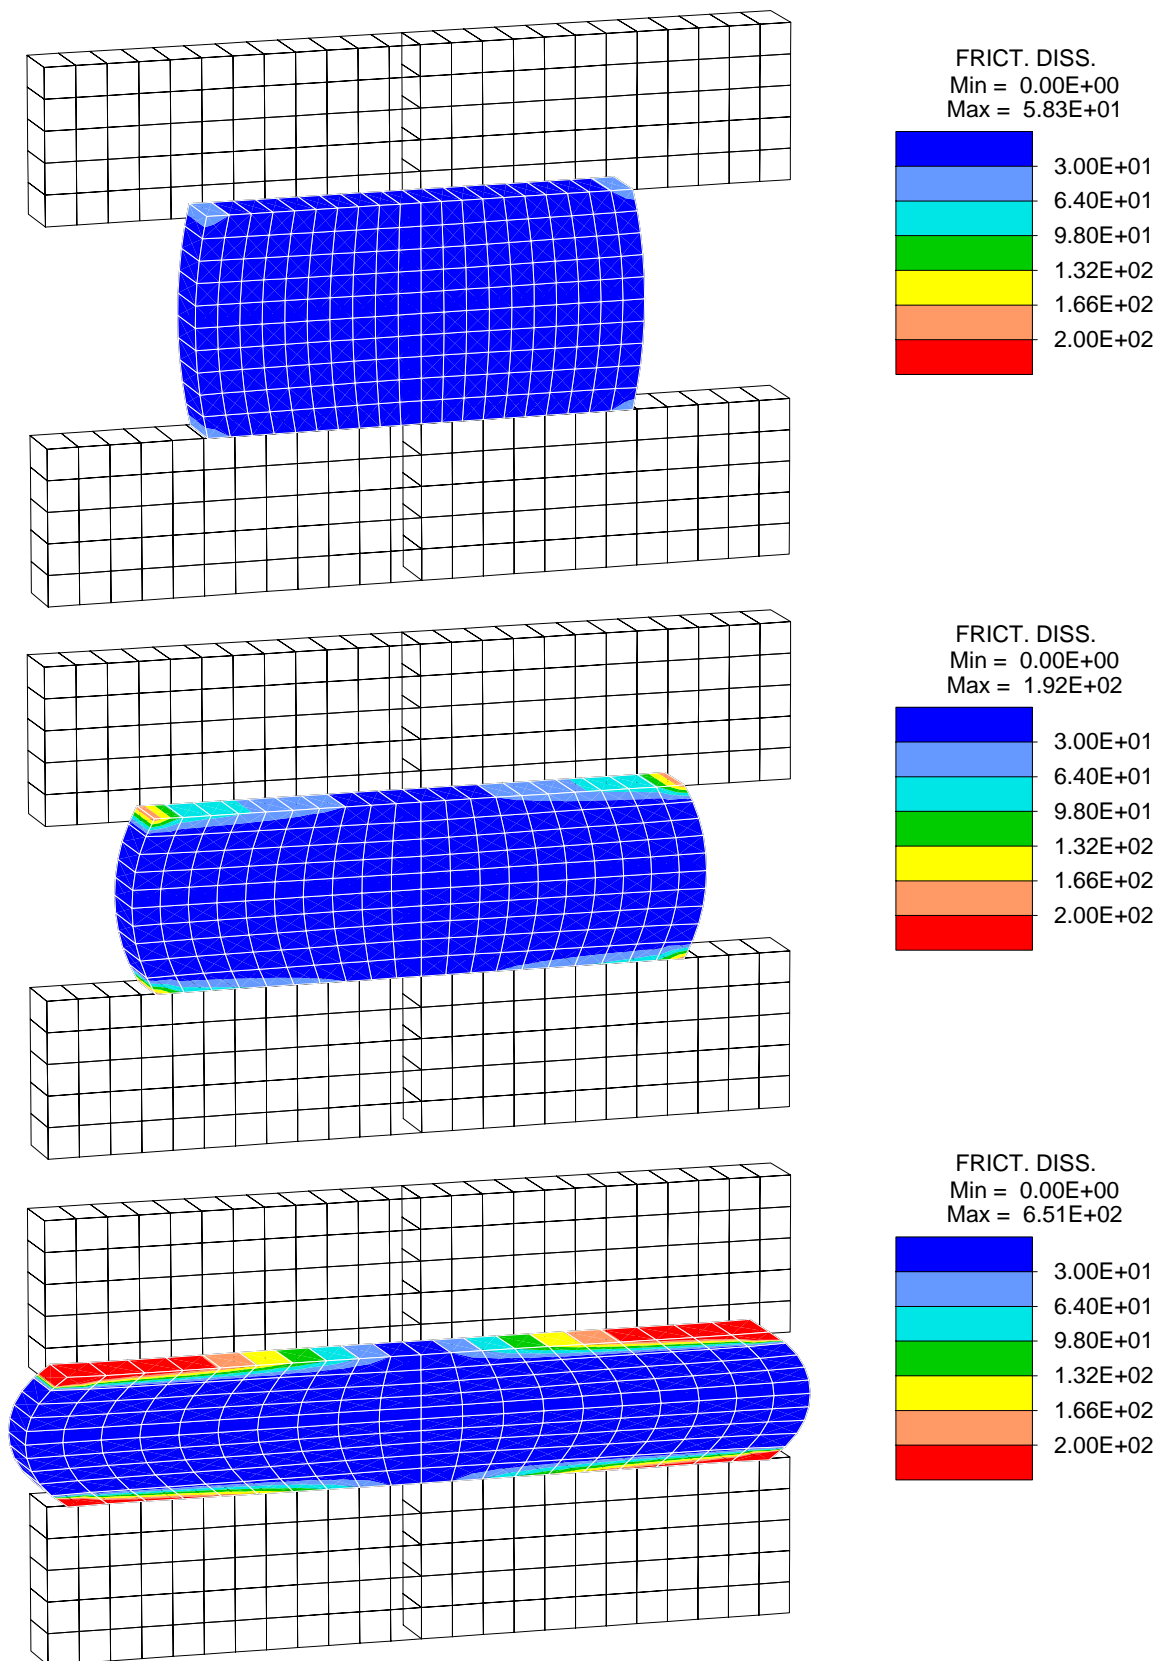 FRICT. DISS.
Min = 0.00E+00
Max = 5.83E+01
3.00E+01
6.40E+01
9.80E+01
1.32E+02
1.66E+02
2.00E+02
FRICT. DISS.
Min = 0.00E+00
Max = 1.92E+02
3.00E+01
6.40E+01
9.80E+01
1.32E+02
1.66E+02
2.00E+02
FRICT. DISS.
Min = 0.00E+00
Max = 6.51E+02
3.00E+01
6.40E+01
9.80E+01
1.32E+02
1.66E+02
2.00E+02